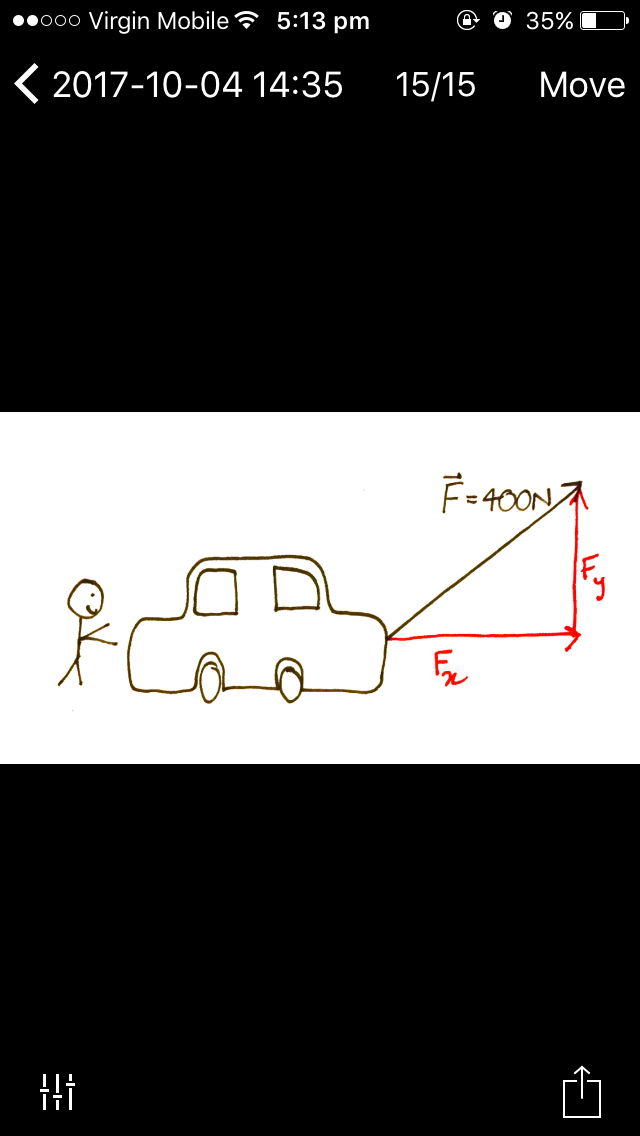 Virgin Mobile 5:13 pm 35%
2017-10-04 14:35 15/15 Move
F⃗=400N
Fy
Fx